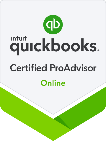 qb
intuit
quickbooks.
Certified ProAdvisor
Online